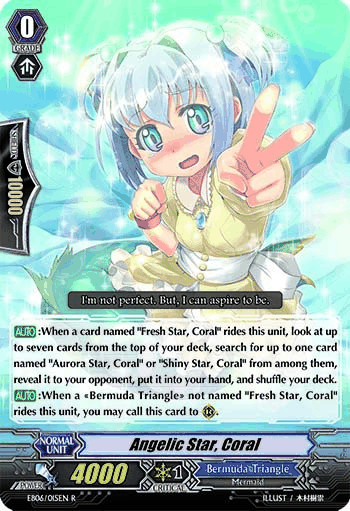 0
GRADE
SHIELD 10000
I'm not perfect. But, I can aspire to be.
AUTO:When a card named "Fresh Star, Coral" rides this unit, look at up
to seven cards from the top of your deck, search for up to one card
named "Aurora Star, Coral" or "Shiny Star, Coral" from among them,
reveal it to your opponent, put it into your hand, and shuffle your deck.
AUTO:When a «Bermuda Triangle» not named "Fresh Star, Coral"
rides this unit, you may call this card to R.
NORMAL
UNIT
Angelic Star, Coral
POWER
4000
1
CRITICAL
Bermuda Triangle
Mermaid
EB06/015EN R
ILLUST / 木村樹崇